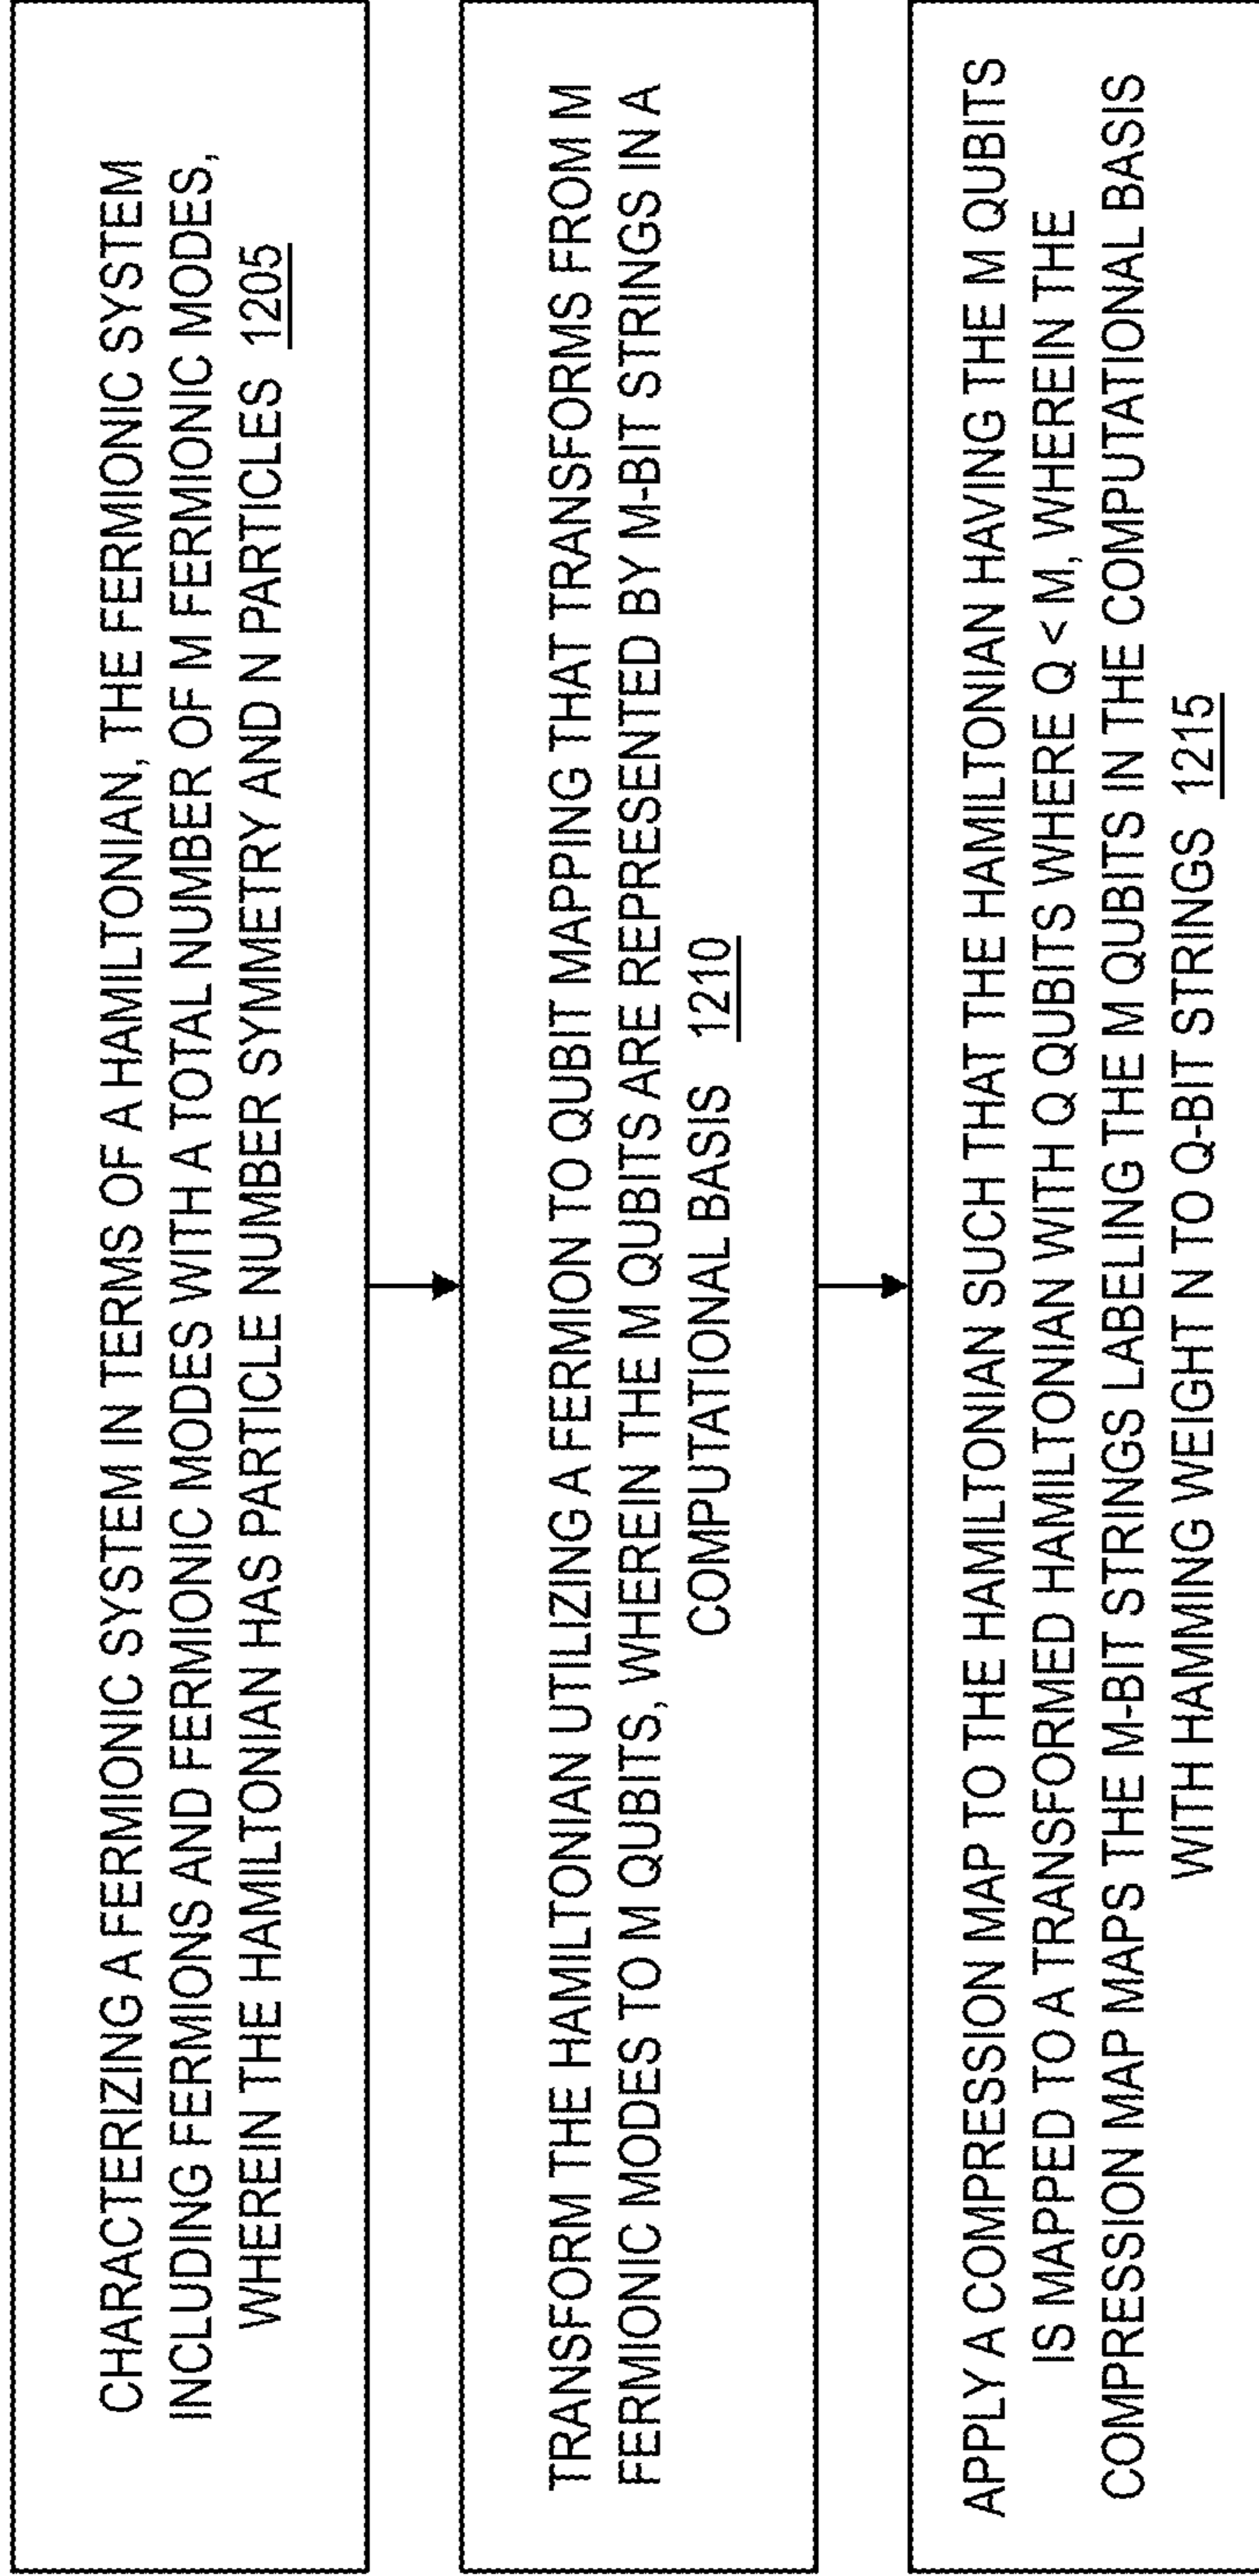 CHARACTERIZING A FERMIONIC SYSTEM IN TERMS OF A HAMILTONIAN, THE FERMIONIC SYSTEM
INCLUDING FERMIONS AND FERMIONIC MODES WITH A TOTAL NUMBER OF M FERMIONIC MODES,
WHEREIN THE HAMILTONIAN HAS PARTICLE NUMBER SYMMETRY AND N PARTICLES 1205
TRANSFORM THE HAMILTONIAN UTILIZING A FERMION TO QUBIT MAPPING THAT TRANSFORMS FROM M
FERMIONIC MODES TO M QUBITS, WHEREIN THE M QUBITS ARE REPRESENTED BY M-BIT STRINGS IN A
COMPUTATIONAL BASIS 1210
APPLY A COMPRESSION MAP TO THE HAMILTONIAN SUCH THAT THE HAMILTONIAN HAVING THE M QUBITS
IS MAPPED TO A TRANSFORMED HAMILTONIAN WITH Q QUBITS WHERE Q < M, WHEREIN THE
COMPRESSION MAP MAPS THE M-BIT STRINGS LABELING THE M QUBITS IN THE COMPUTATIONAL BASIS
WITH HAMMING WEIGHT N TO Q-BIT STRINGS 1215